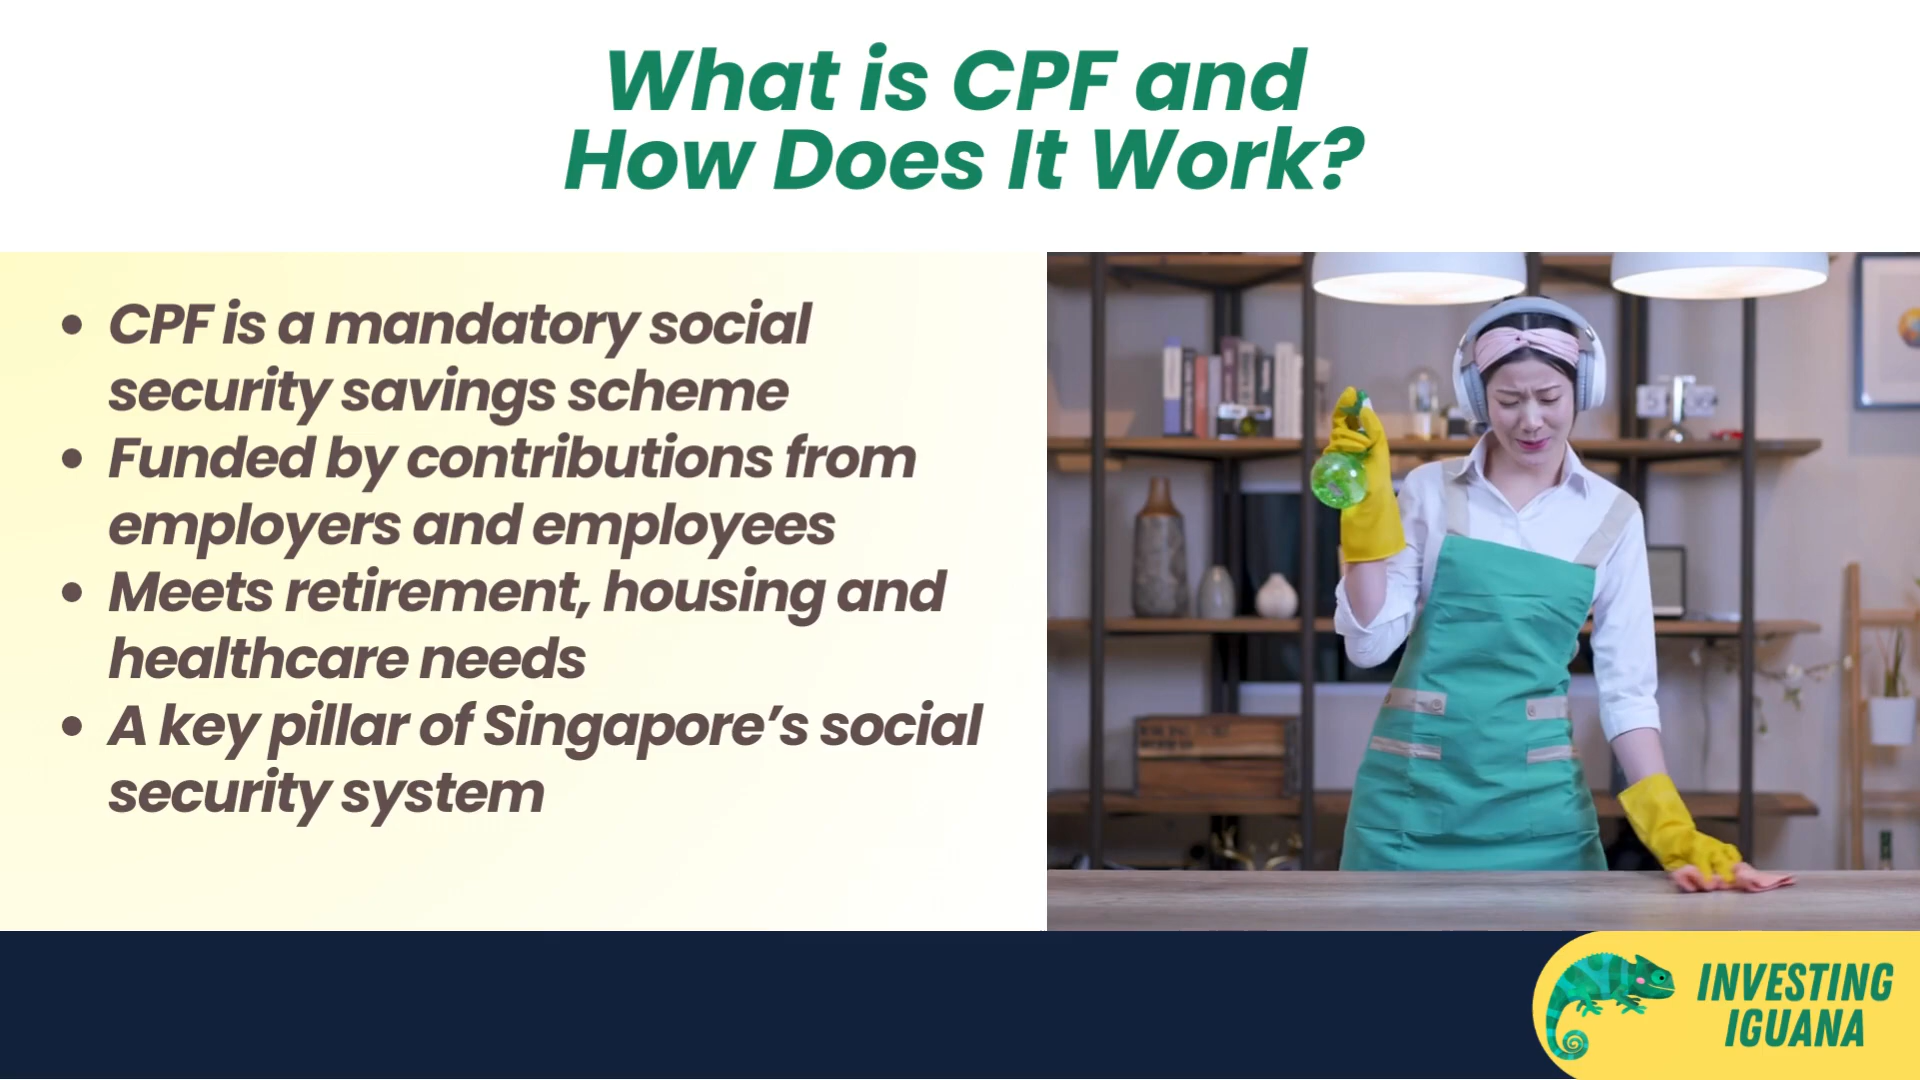 What is CPF and
How Does It Work?
• CPF is a mandatory social
security savings scheme
• Funded by contributions from
employers and employees
• Meets retirement, housing and
healthcare needs
• A key pillar of Singapore’s social
security system
INVESTING
IGUANA